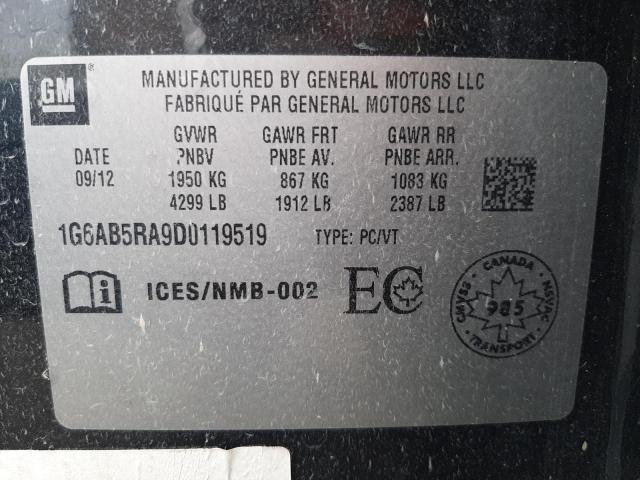 GM ®
MANUFACTURED BY GENERAL MOTORS LLC
FABRIQUÉ PAR GENERAL MOTORS LLC
GVWR GAWR FRT GAWR RR
DATE PNBV PNBE AV. PNBE ARR.
09/12 1950 KG 867 KG 1083 KG
4299 LB 1912 LB 2387 LB
1G6AB5RA9D0119519 TYPE: PC/VT
i ICES/NMB-002 EC
CANADA
CMVSS 985 NSVAC
TRANSPORT